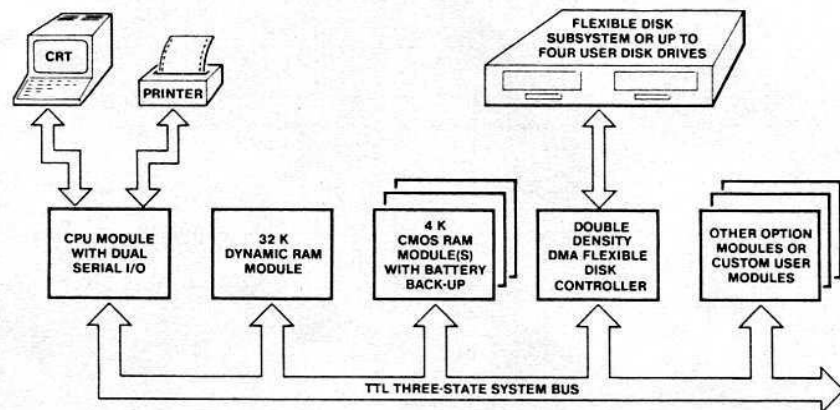 FLEXIBLE DISK
SUBSYSTEM OR UP TO
FOUR USER DISK DRIVES
CRT
PRINTER
CPU MODULE
WITH DUAL
SERIAL I/O
32 K
DYNAMIC RAM
MODULE
4 K
CMOS RAM
MODULE(S)
WITH BATTERY
BACK-UP
DOUBLE
DENSITY
DMA FLEXIBLE
DISK
CONTROLLER
OTHER OPTION
MODULES OR
CUSTOM USER
MODULES
TTL THREE-STATE SYSTEM BUS